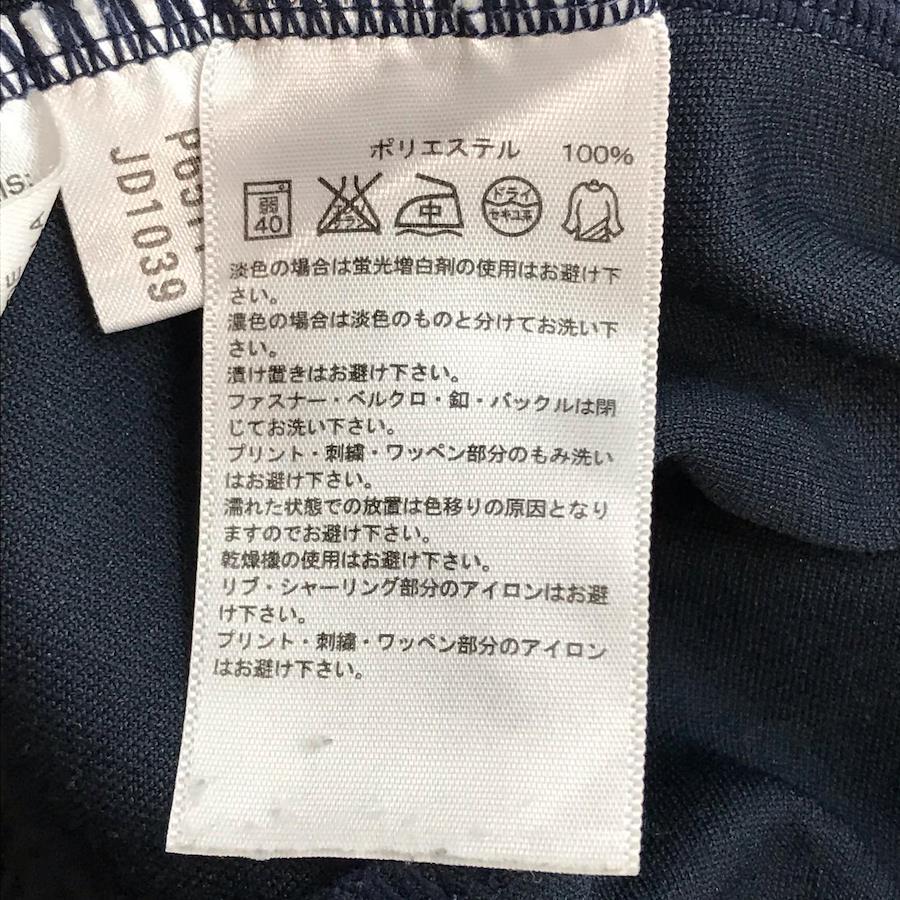 ポリエステル 100%
弱
40
エンソ
サラシ
中
ドライ
セキユ系
淡色の場合は蛍光増白剤の使用はお避け下
さい。
濃色の場合は淡色のものと分けてお洗い下
さい。
漬け置きはお避け下さい。
ファスナー・ベルクロ・釦・バックルは閉
じてお洗い下さい。
プリント・刺繍・ワッペン部分のもみ洗い
はお避け下さい。
濡れた状態での放置は色移りの原因となり
ますのでお避け下さい。
乾燥機の使用はお避け下さい。
リブ・シャーリング部分のアイロンはお避
け下さい。
プリント・刺繍・ワッペン部分のアイロン
はお避け下さい。
JD1039